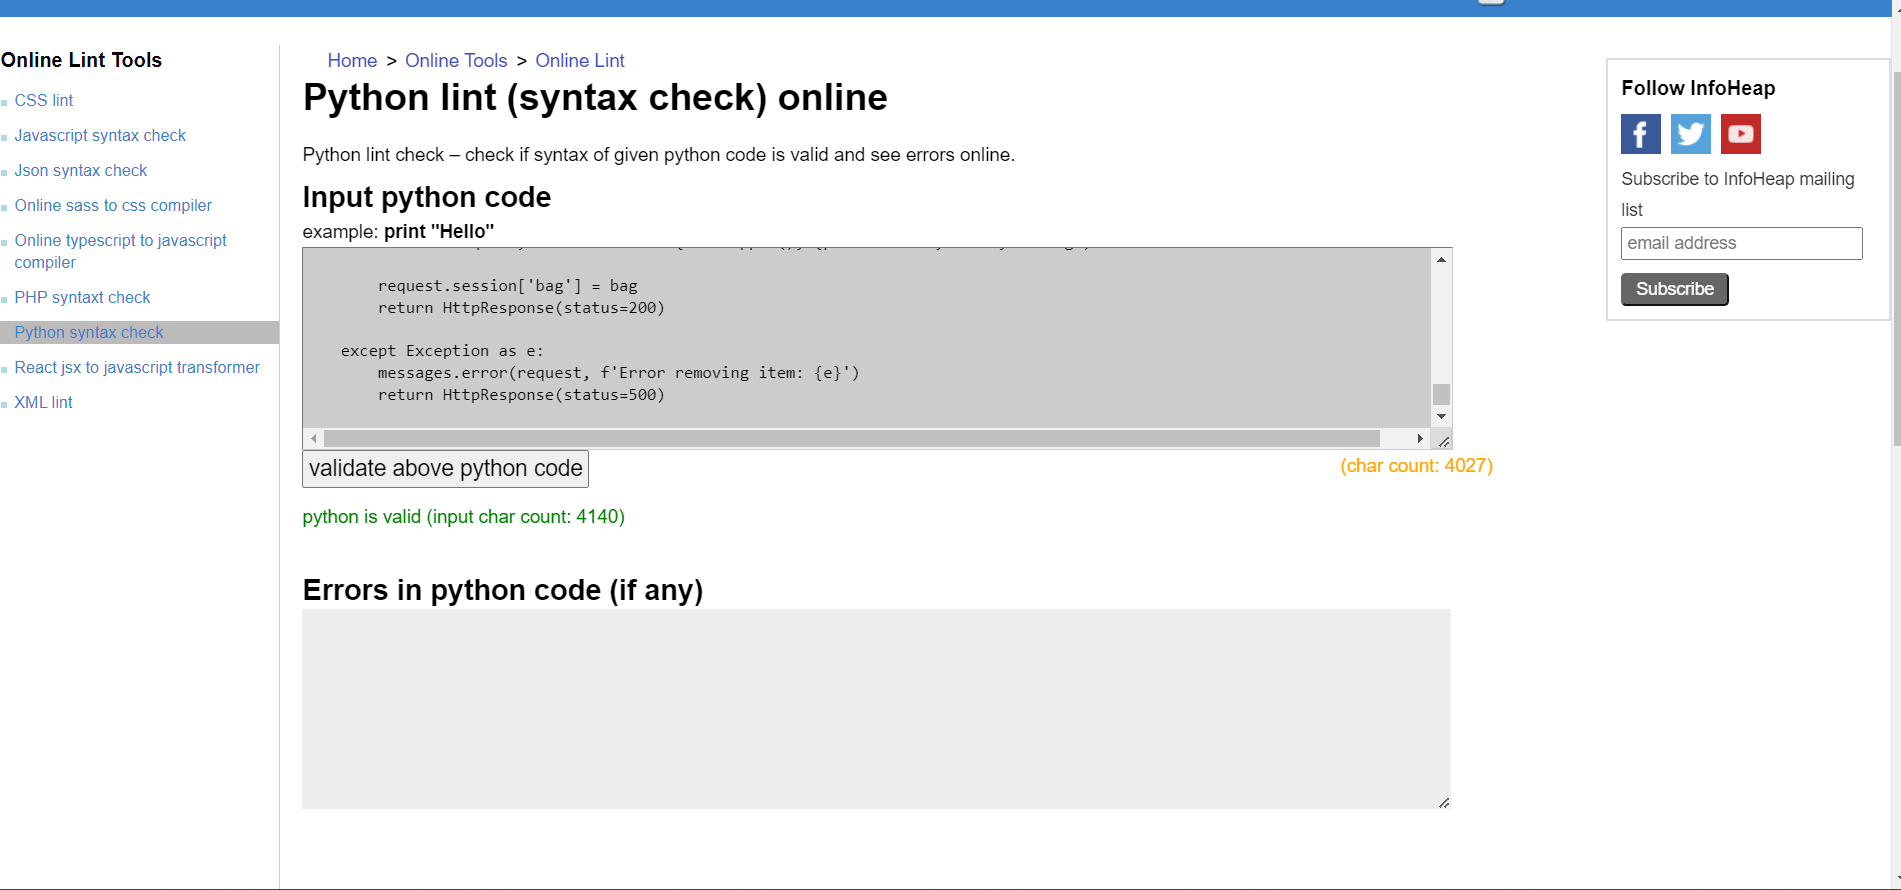 Online Lint Tools
CSS lint
Javascript syntax check
Json syntax check
Online sass to css compiler
Online typescript to javascript
compiler
PHP syntaxt check
Python syntax check
React jsx to javascript transformer
XML lint
Home > Online Tools > Online Lint
Python lint (syntax check) online
Python lint check – check if syntax of given python code is valid and see errors online.
Input python code
example: print "Hello"
request.session['bag'] = bag
return HttpResponse(status=200)
except Exception as e:
messages.error(request, f'Error removing item: {e}')
return HttpResponse(status=500)
validate above python code
(char count: 4027)
python is valid (input char count: 4140)
Errors in python code (if any)
Follow InfoHeap
Subscribe to InfoHeap mailing
list
email address
Subscribe